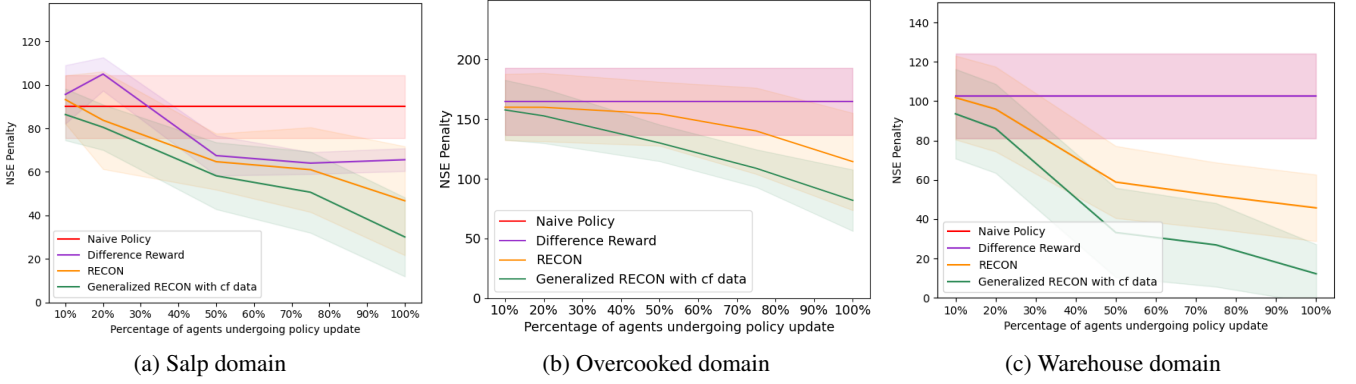 120
100
80
60
40
20
0
NSE Penalty
Naive Policy
Difference Reward
RECON
Generalized RECON with cf data
10% 20% 30% 40% 50% 60% 70% 80% 90% 100%
Percentage of agents undergoing policy update
(a) Salp domain
200
150
100
50
0
NSE Penalty
Naive Policy
Difference Reward
RECON
Generalized RECON with cf data
10% 20% 30% 40% 50% 60% 70% 80% 90% 100%
Percentage of agents undergoing policy update
(b) Overcooked domain
140
120
100
80
60
40
20
0
NSE Penalty
Naive Policy
Difference Reward
RECON
Generalized RECON with cf data
10% 20% 30% 40% 50% 60% 70% 80% 90% 100%
Percentage of agents undergoing policy update
(c) Warehouse domain